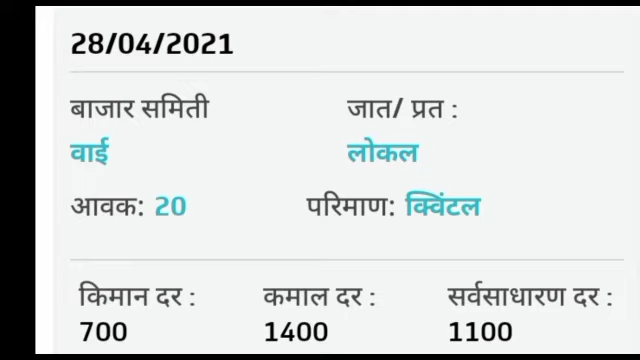 28/04/2021
बाजार समिती जात/ प्रत :
वाई लोकल
आवक: 20 परिमाण: क्विंटल
किमान दर : कमाल दर : सर्वसाधारण दर :
700 1400 1100